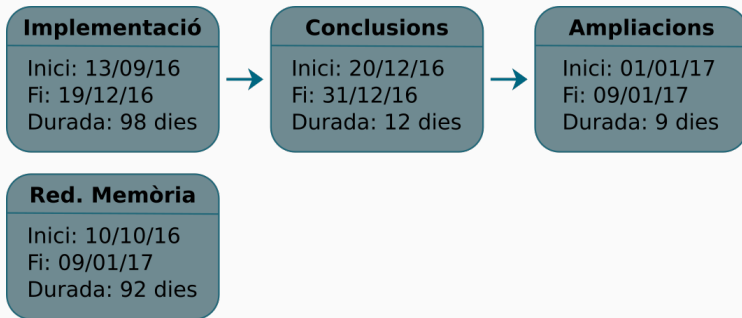 Implementació
Inici: 13/09/16
Fi: 19/12/16
Durada: 98 dies
Conclusions
Inici: 20/12/16
Fi: 31/12/16
Durada: 12 dies
Ampliacions
Inici: 01/01/17
Fi: 09/01/17
Durada: 9 dies
Red. Memòria
Inici: 10/10/16
Fi: 09/01/17
Durada: 92 dies